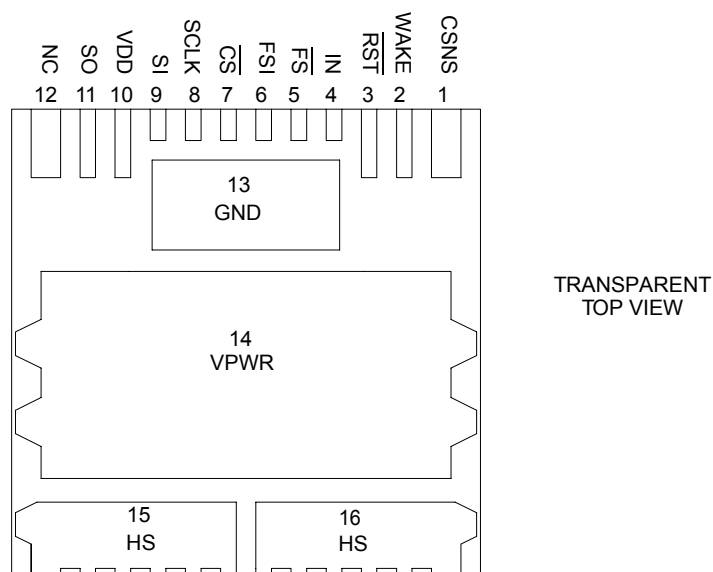 NC SO VDD SI SCLK CS FSI FS IN RST WAKE CSNS
12 11 10 9 8 7 6 5 4 3 2 1
13
GND
TRANSPARENT
TOP VIEW
14
VPWR
15 16
HS HS